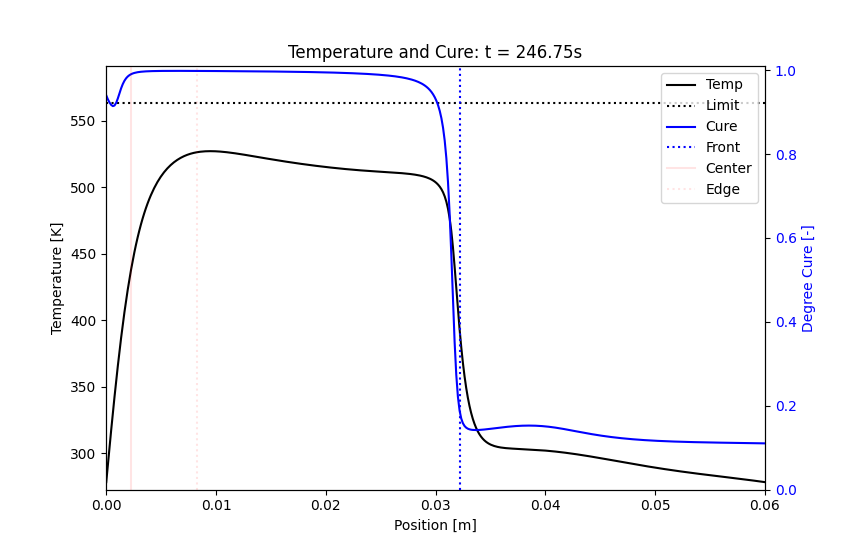 Temperature and Cure: t = 246.75s
Temperature [K]
550
500
450
400
350
300
Temp
Limit
Cure
Front
Center
Edge
1.0
0.8
0.6
0.4
0.2
0.0
Degree Cure [-]
0.00
0.01
0.02
0.03
0.04
0.05
0.06
Position [m]